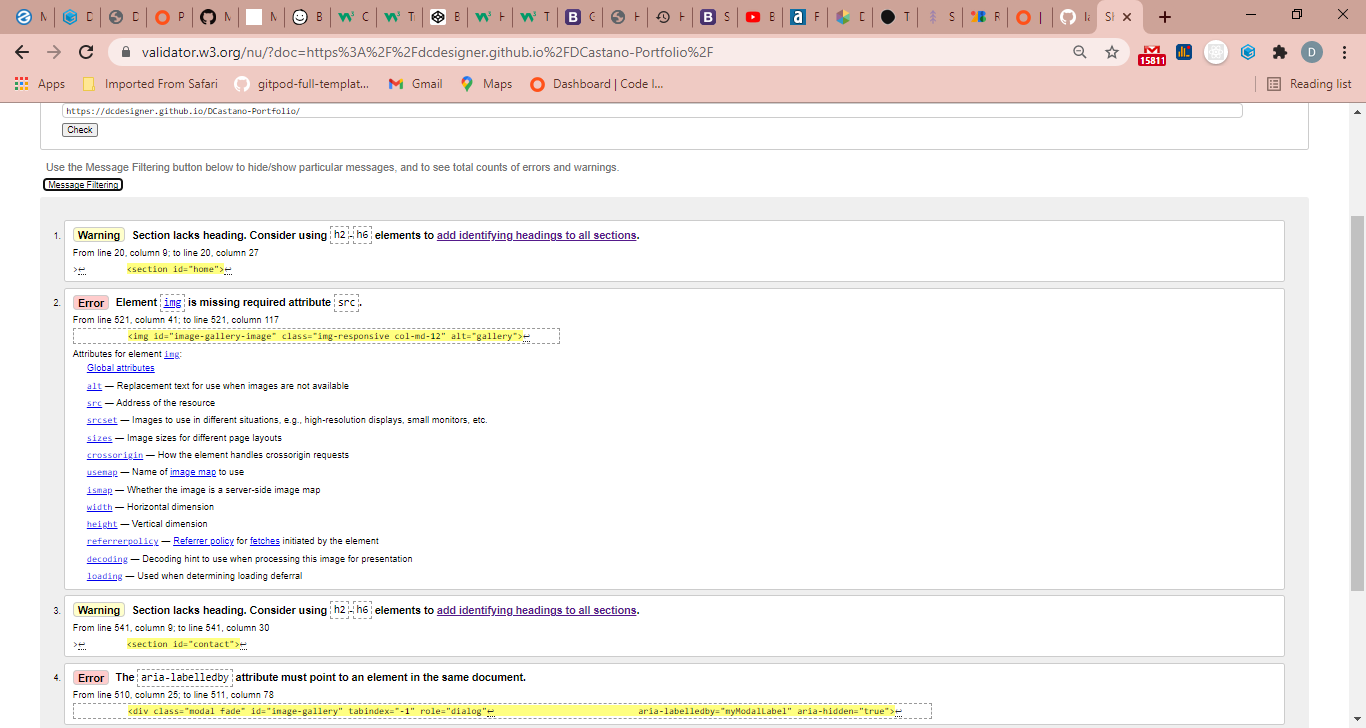 M
D
D
P
M
M
B
C
Ti
B
H
T
G
H
H
S
B
F
D
T
S
R
|
la
Sh
validator.w3.org/nu/?doc=https%3A%2F%2Fdcdesigner.github.io%2FDCastano-Portfolio%2F
15811
D
Apps
Imported From Safari
gitpod-full-templat...
Gmail
Maps
Dashboard | Code I...
Reading list
https://dcdesigner.github.io/DCastano-Portfolio/
Check
Use the Message Filtering button below to hide/show particular messages, and to see total counts of errors and warnings.
Message Filtering
1. Warning Section lacks heading. Consider using h2-h6 elements to add identifying headings to all sections.
From line 20, column 9; to line 20, column 27
>↩ <section id="home">↩
2. Error Element img is missing required attribute src.
From line 521, column 41; to line 521, column 117
<img id="image-gallery-image" class="img-responsive col-md-12" alt="gallery">↩
Attributes for element img:
Global attributes
alt — Replacement text for use when images are not available
src — Address of the resource
srcset — Images to use in different situations, e.g., high-resolution displays, small monitors, etc.
sizes — Image sizes for different page layouts
crossorigin — How the element handles crossorigin requests
usemap — Name of image map to use
ismap — Whether the image is a server-side image map
width — Horizontal dimension
height — Vertical dimension
referrerpolicy — Referrer policy for fetches initiated by the element
decoding — Decoding hint to use when processing this image for presentation
loading — Used when determining loading deferral
3. Warning Section lacks heading. Consider using h2-h6 elements to add identifying headings to all sections.
From line 541, column 9; to line 541, column 30
>↩ <section id="contact">↩
4. Error The aria-labelledby attribute must point to an element in the same document.
From line 510, column 25; to line 511, column 78
<div class="modal fade" id="image-gallery" tabindex="-1" role="dialog"↩ aria-labelledby="myModalLabel" aria-hidden="true">↩